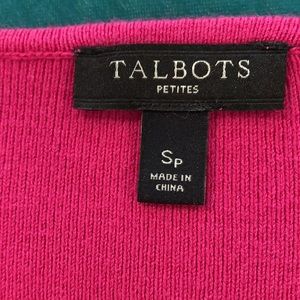 TALBOTS
PETITES
SP
MADE IN
CHINA